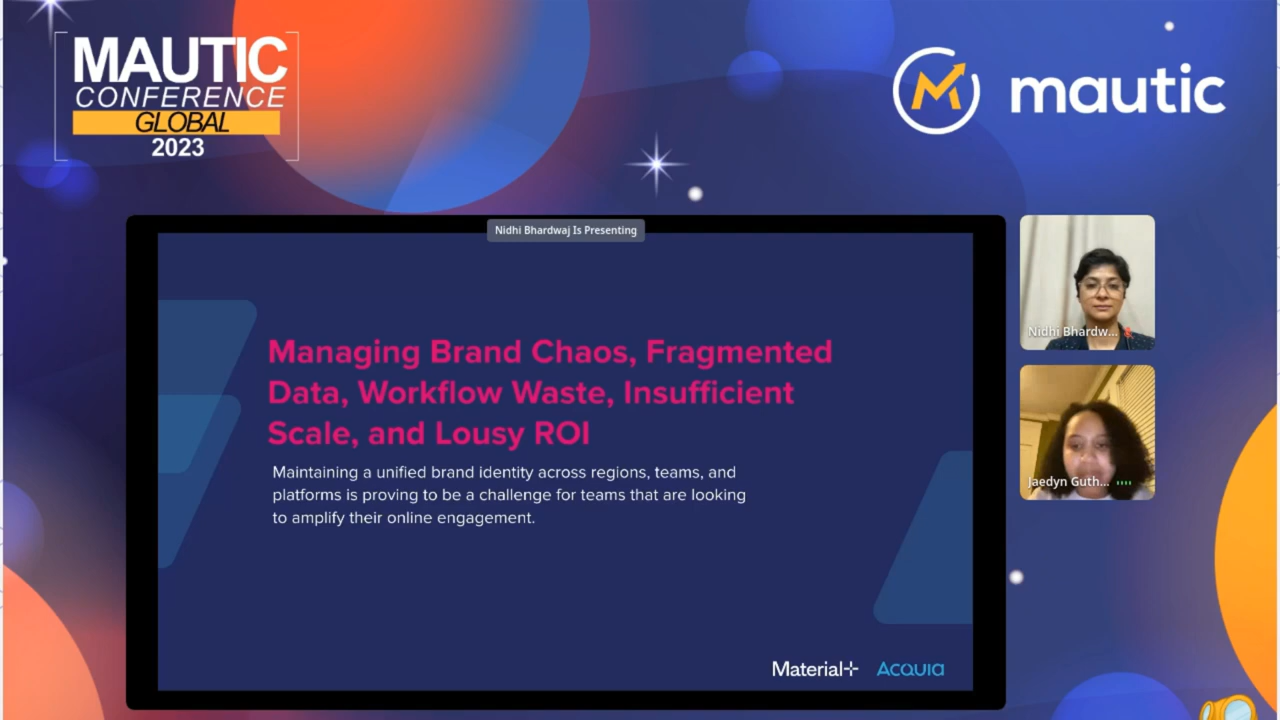 MAUTIC
CONFERENCE
GLOBAL
2023
mautic
Nidhi Bhardwaj Is Presenting
Managing Brand Chaos, Fragmented
Data, Workflow Waste, Insufficient
Scale, and Lousy ROI
Maintaining a unified brand identity across regions, teams, and
platforms is proving to be a challenge for teams that are looking
to amplify their online engagement.
Material+
Acquia
Nidhi Bhardw...
Jaedyn Guth...